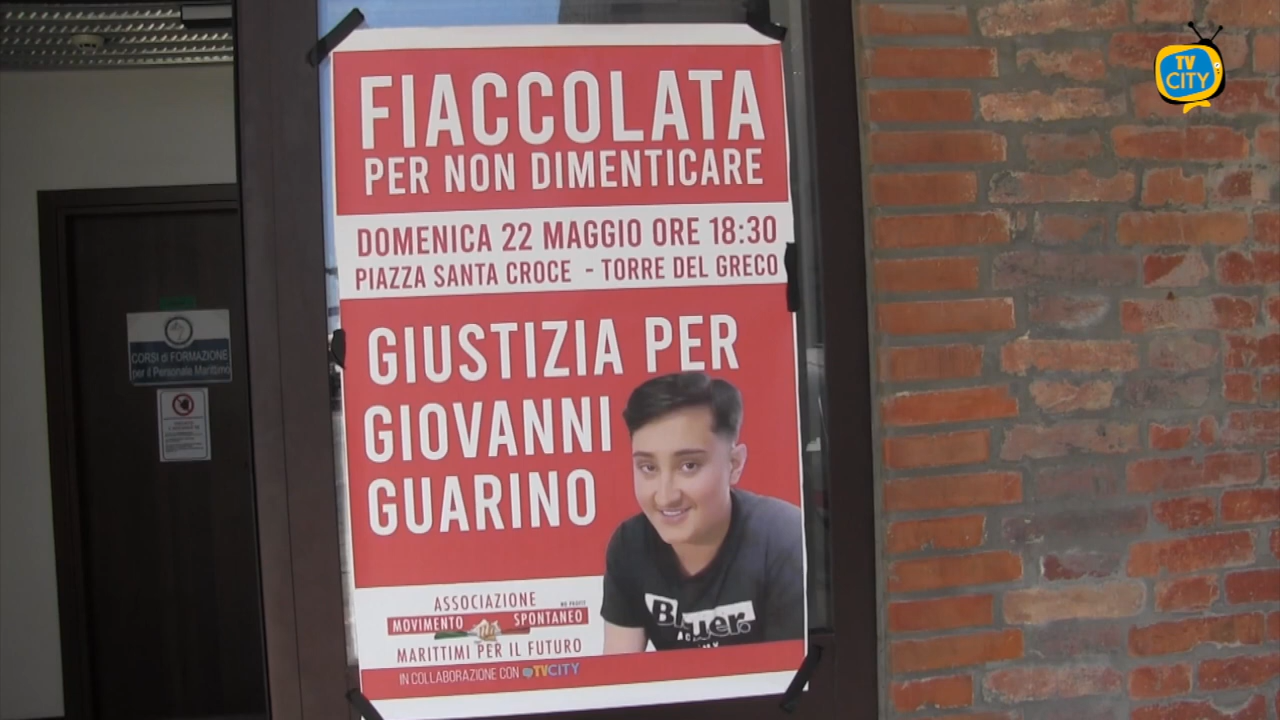 TV
CITY
FIACCOLATA
PER NON DIMENTICARE
DOMENICA 22 MAGGIO ORE 18:30
PIAZZA SANTA CROCE - TORRE DEL GRECO
GIUSTIZIA PER
GIOVANNI
GUARINO
ASSOCIAZIONE
NO PROFIT
MOVIMENTO SPONTANEO
MARITTIMI PER IL FUTURO
IN COLLABORAZIONE CON TVCITY
CORSI di FORMAZIONE
per il Personale Marittimo